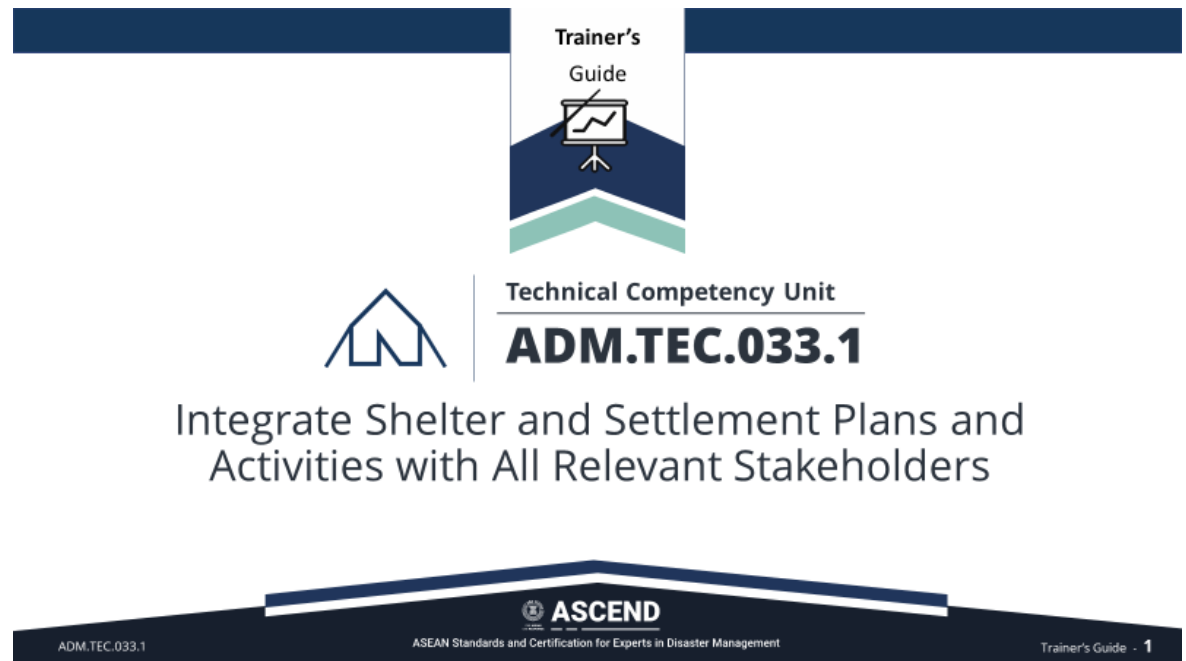 Trainer's
Guide
Technical Competency Unit
ADM.TEC.033.1
Integrate Shelter and Settlement Plans and
Activities with All Relevant Stakeholders
ASCEND
ASEAN Standards and Certification for Experts in Disaster Management
ADM.TEC.033.1
Trainer's Guide - 1